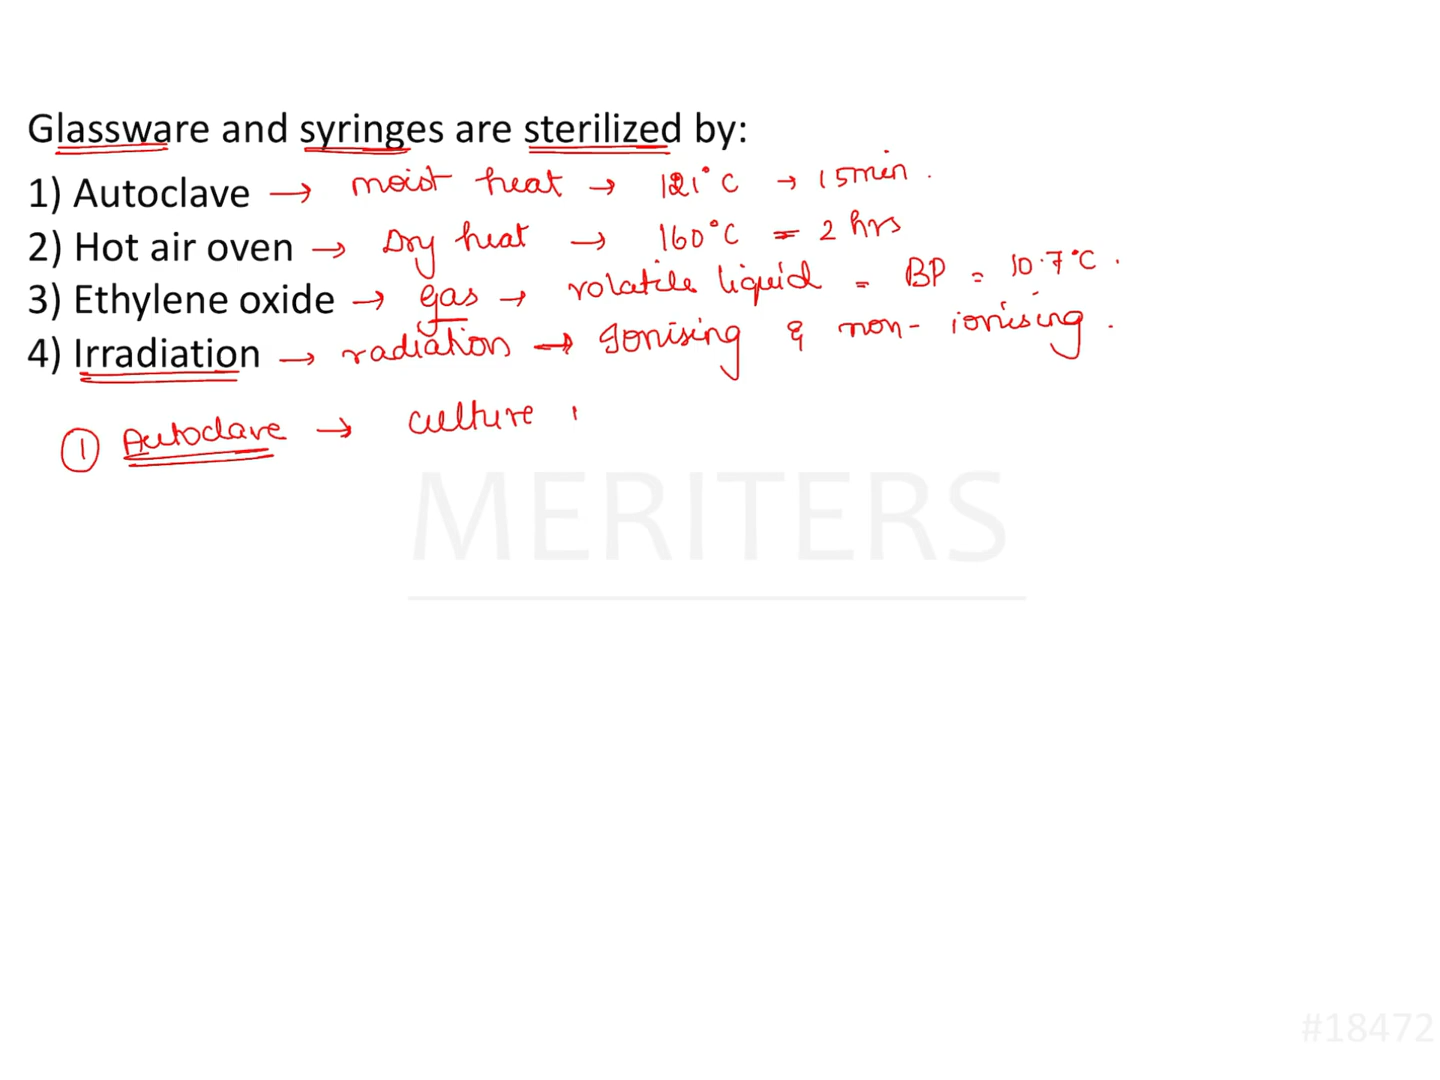 Glassware and syringes are sterilized by:
1) Autoclave → moist heat → 121°C → 15min.
2) Hot air oven → Dry heat → 160°C = 2 hrs
3) Ethylene oxide → gas → volatile liquid = BP = 10.7°C.
4) Irradiation → radiation → Ionising & non-ionising.
① Autoclave → culture
MERITERS
#18472